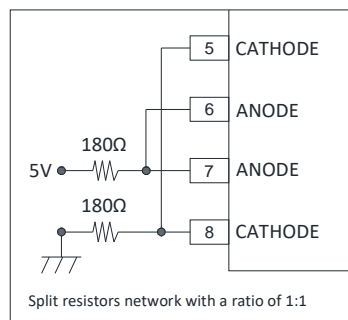 5 CATHODE
6 ANODE
180Ω
5V 7 ANODE
180Ω
8 CATHODE
Split resistors network with a ratio of 1:1